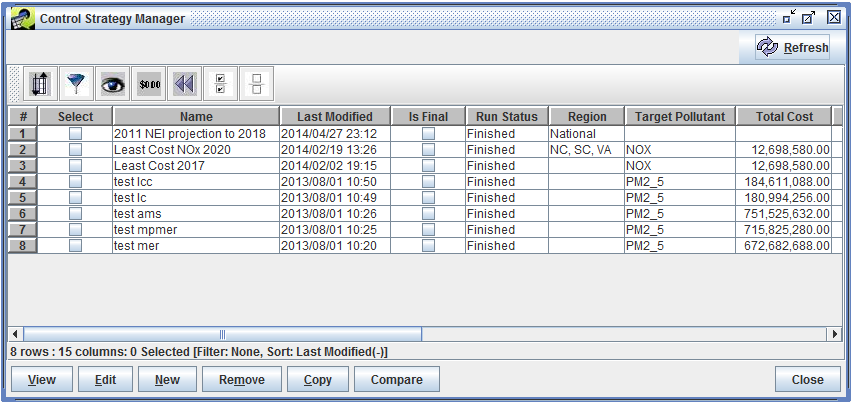 Control Strategy Manager
Refresh
$0.00
# Select Name Last Modified Is Final Run Status Region Target Pollutant Total Cost
1 2011 NEI projection to 2018 2014/04/27 23:12 Finished National
2 Least Cost NOx 2020 2014/02/19 13:26 Finished NC, SC, VA NOX 12,698,580.00
3 Least Cost 2017 2014/02/02 19:15 Finished NOX 12,698,580.00
4 test lcc 2013/08/01 10:50 Finished PM2_5 184,611,088.00
5 test lc 2013/08/01 10:49 Finished PM2_5 180,994,256.00
6 test ams 2013/08/01 10:26 Finished PM2_5 751,525,632.00
7 test mpmer 2013/08/01 10:25 Finished PM2_5 715,825,280.00
8 test mer 2013/08/01 10:20 Finished PM2_5 672,682,688.00
8 rows : 15 columns: 0 Selected [Filter: None, Sort: Last Modified(-)]
View Edit New Remove Copy Compare Close